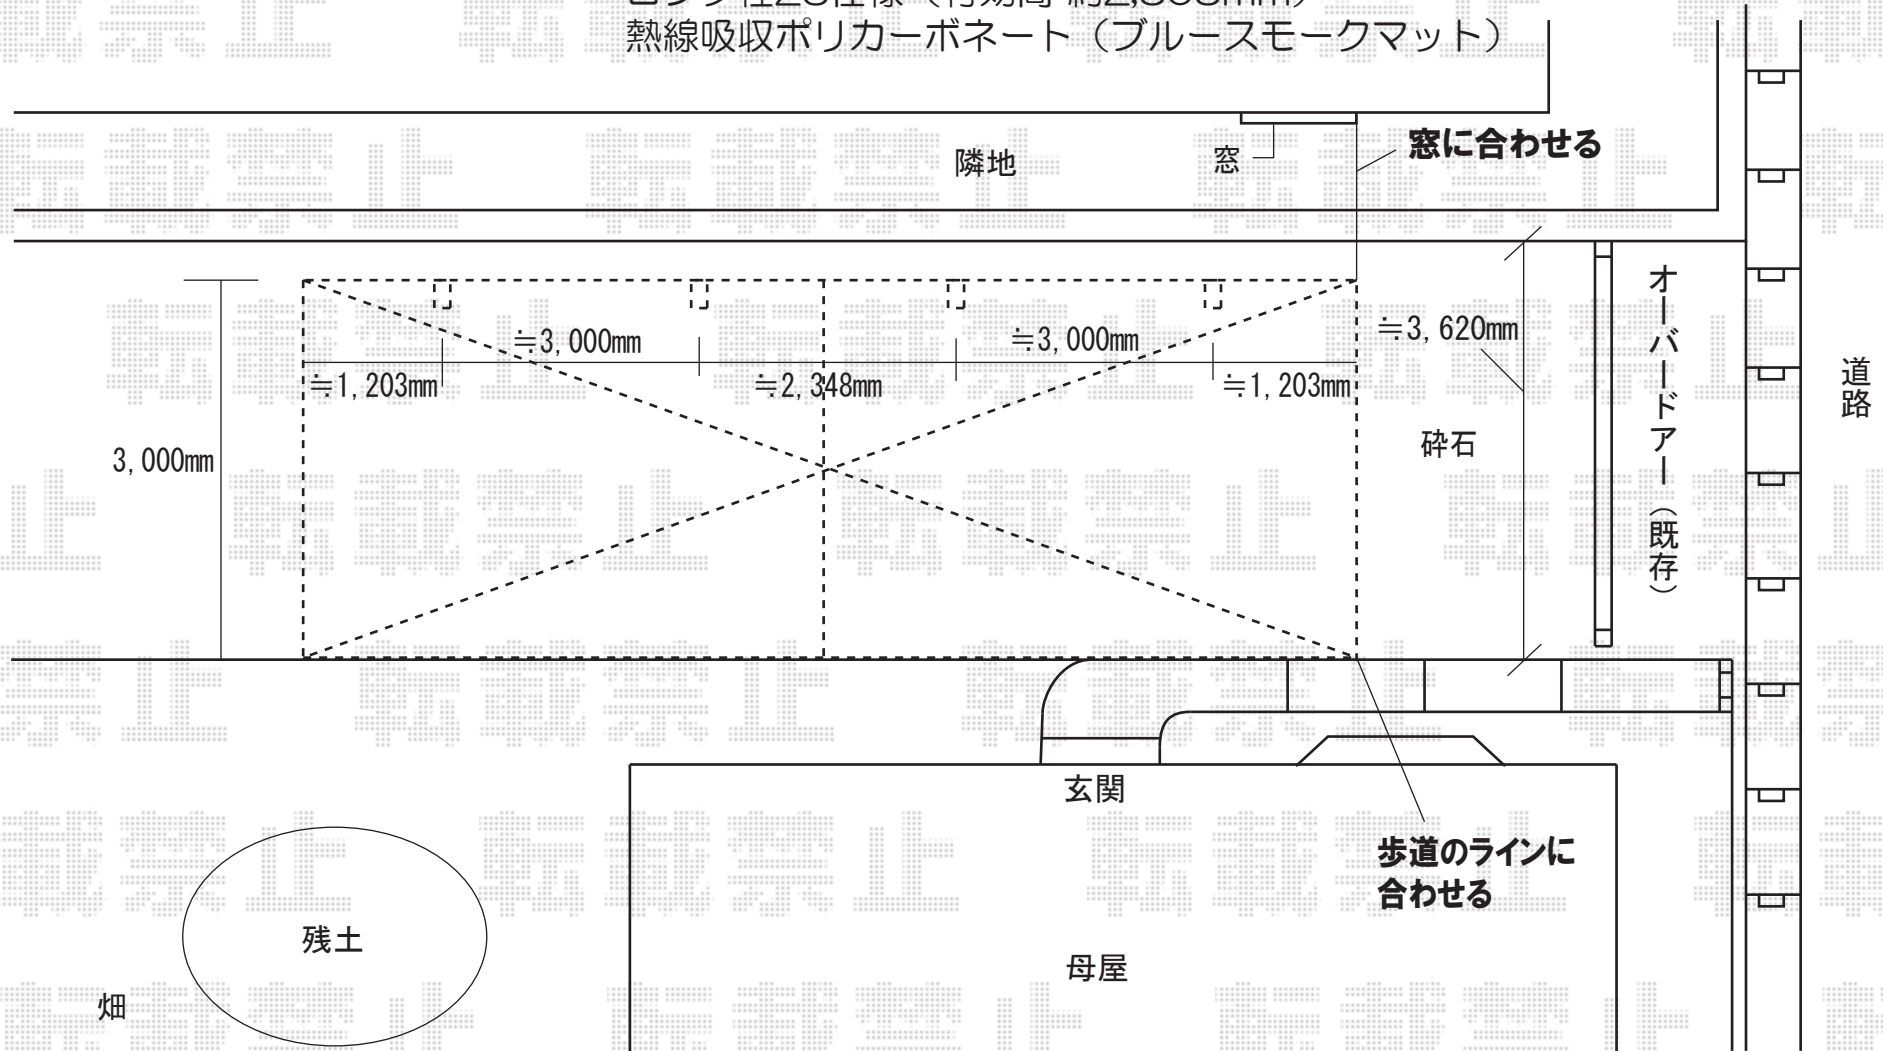 熱線吸収ポリカーボネート（ブルースモークマット）
隣地
窓
窓に合わせる
≒3,000mm
≒3,000mm
≒3,620mm
≒1,203mm
≒2,348mm
≒1,203mm
3,000mm
砕石
オーバードアー（既存）
道路
玄関
歩道のラインに
合わせる
残土
母屋
畑
転載禁止